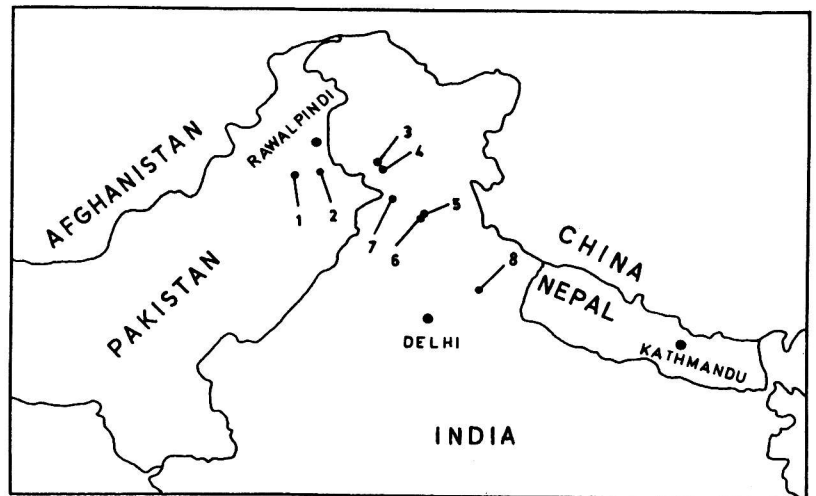 AFGHANISTAN
RAWALPINDI
3
4
1
2
5
7
6
PAKISTAN
8
CHINA
NEPAL
DELHI
KATHMANDU
INDIA